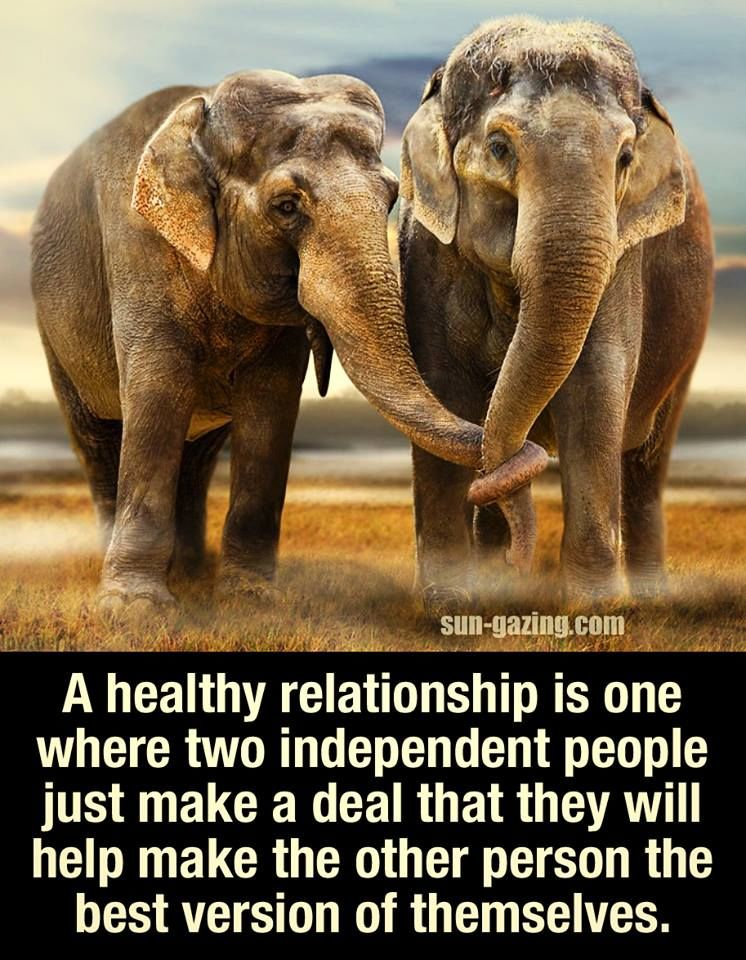 sun-gazing.com
A healthy relationship is one
where two independent people
just make a deal that they will
help make the other person the
best version of themselves.